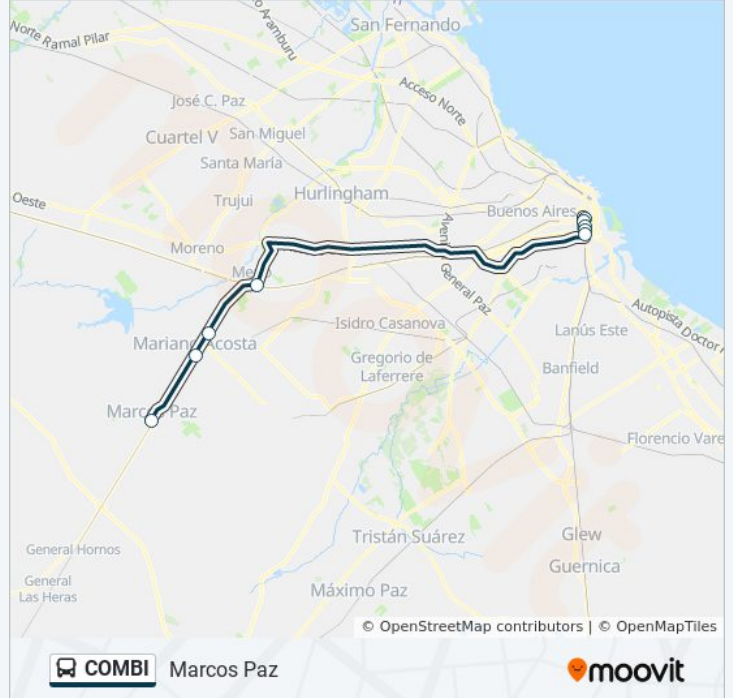 San Fernando
Norte Ramal Pilar
Acceso Norte
José C. Paz
Cuartel V
San Miguel
Santa María
Hurlingham
Oeste
Trujui
Buenos Aires
Moreno
General Paz
Isidro Casanova
Autopista Doctor
Mariano Acosta
Lanús Este
Gregorio de
Laferrere
Banfield
Marcos Paz
Florencio Vare
Tristán Suárez
Glew
General Hornos
Guernica
General
Las Heras
Máximo Paz
© OpenStreetMap contributors | © OpenMapTiles
COMBI Marcos Paz
moovit